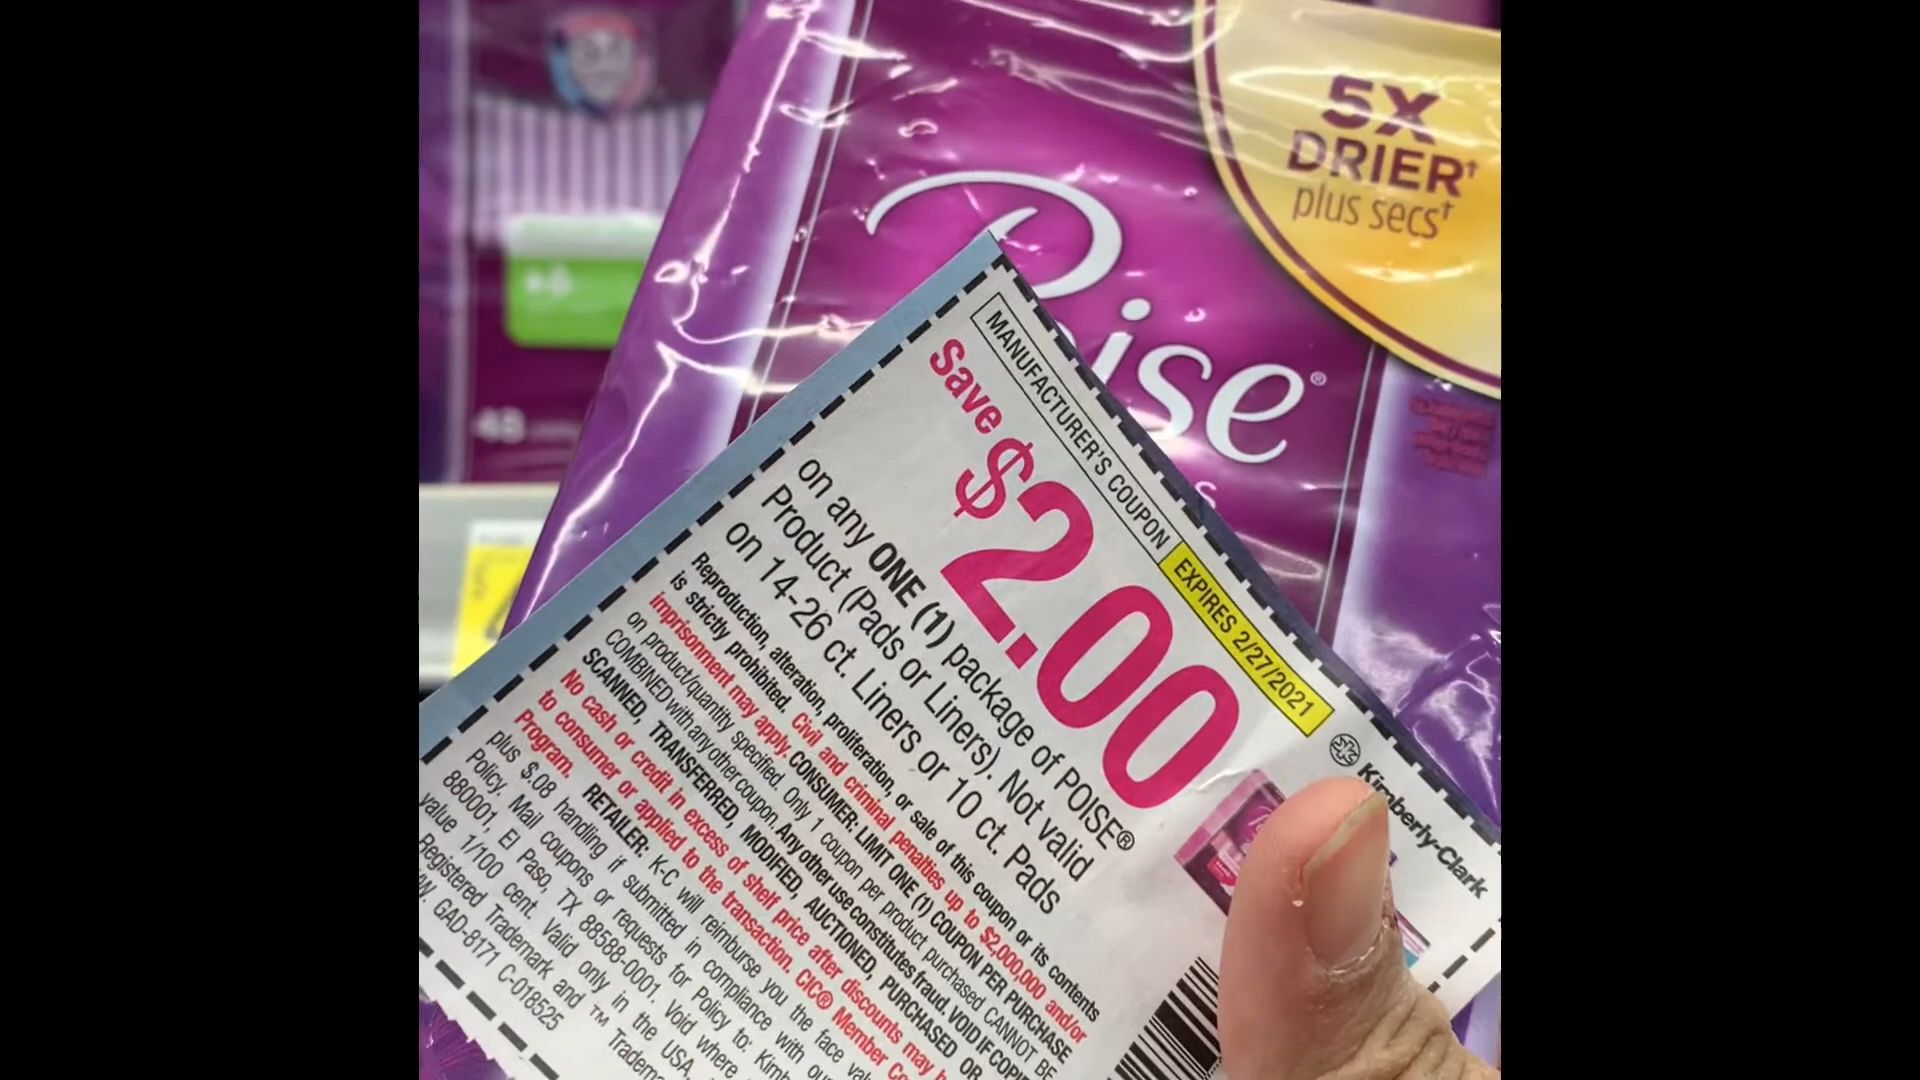 5X
DRIER†
plus secs†
Poise®
48
MANUFACTURER'S COUPON
EXPIRES 2/27/2021
Kimberly-Clark
Save
$2.00
on any ONE (1) package of POISE®
Product (Pads or Liners). Not valid
on 14-26 ct. Liners or 10 ct. Pads
Reproduction, alteration, proliferation, or sale of this coupon or its contents
is strictly prohibited. Civil and criminal penalties up to $2,000,000 and/or
imprisonment may apply. CONSUMER: LIMIT ONE (1) COUPON PER PURCHASE
on product/quantity specified. Only 1 coupon per product purchased CANNOT BE
COMBINED with any other coupon. Any other use constitutes fraud. VOID IF COPIE
SCANNED, TRANSFERRED, MODIFIED, AUCTIONED, PURCHASED OR
No cash or credit in excess of shelf price after discounts may b
to consumer or applied to the transaction. CIC® Member Co
Program.
RETAILER: K-C will reimburse you the face val
plus $.08 handling if submitted in compliance with ou
Policy. Mail coupons or requests for Policy to: Kimb
880001, El Paso, TX 88588-0001. Void where
value 1/100 cent. Valid only in the USA.
Registered Trademark and ™ Tradema
W. GAD-8171 C-018525